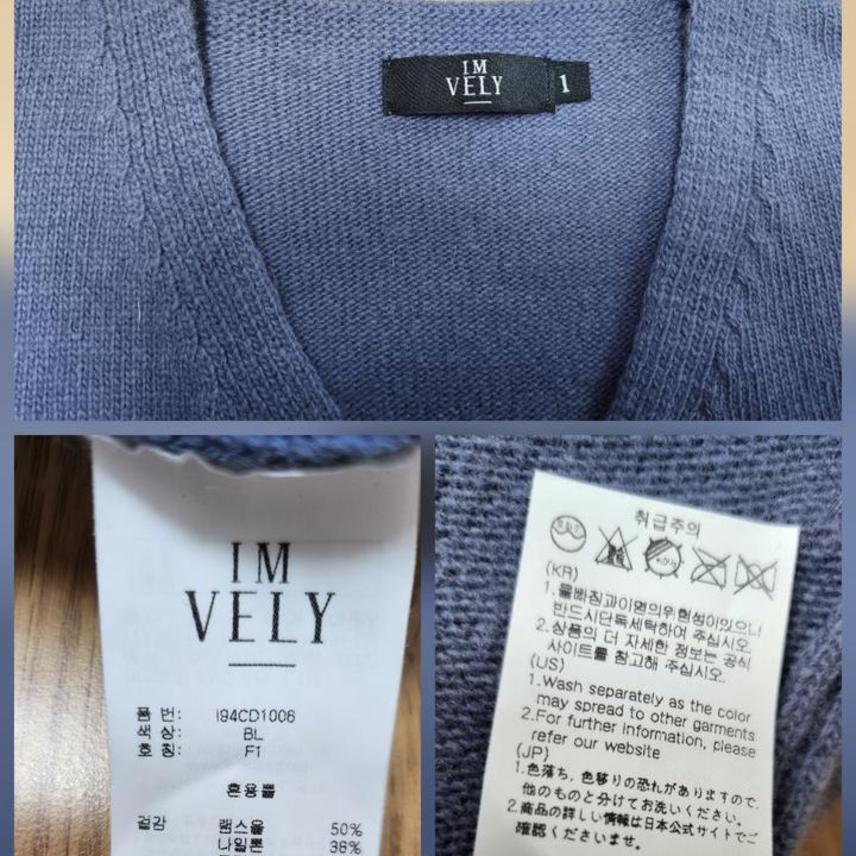 IM
VELY
1
IM
VELY
품 번: I94CD1006
색상: BL
호칭: F1
혼용률
겉감 램스울 50%
나일론 38%
취급주의
(KR)
1. 물빠짐과이염의위험성이있으니
반드시단독세탁하여 주십시오.
2. 상품의 더 자세한 정보는 공식
사이트를 참고해 주십시오.
(US)
1. Wash separately as the color
may spread to other garments
2. For further information, please
refer our website
(JP)
1. 色落ち, 色移りの恐れがありますので、
他のものと分けてお洗いください。
2. 商品の詳しい情報は日本公式サイトでご
確認くださいませ。